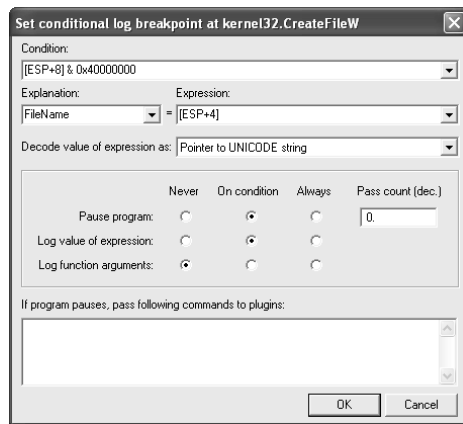 Set conditional log breakpoint at kernel32.CreateFileW
Condition:
[ESP+8] & 0x40000000
Explanation: Expression:
FileName = [ESP+4]
Decode value of expression as: Pointer to UNICODE string
Never On condition Always Pass count (dec.)
Pause program: 0.
Log value of expression:
Log function arguments:
If program pauses, pass following commands to plugins:
OK Cancel